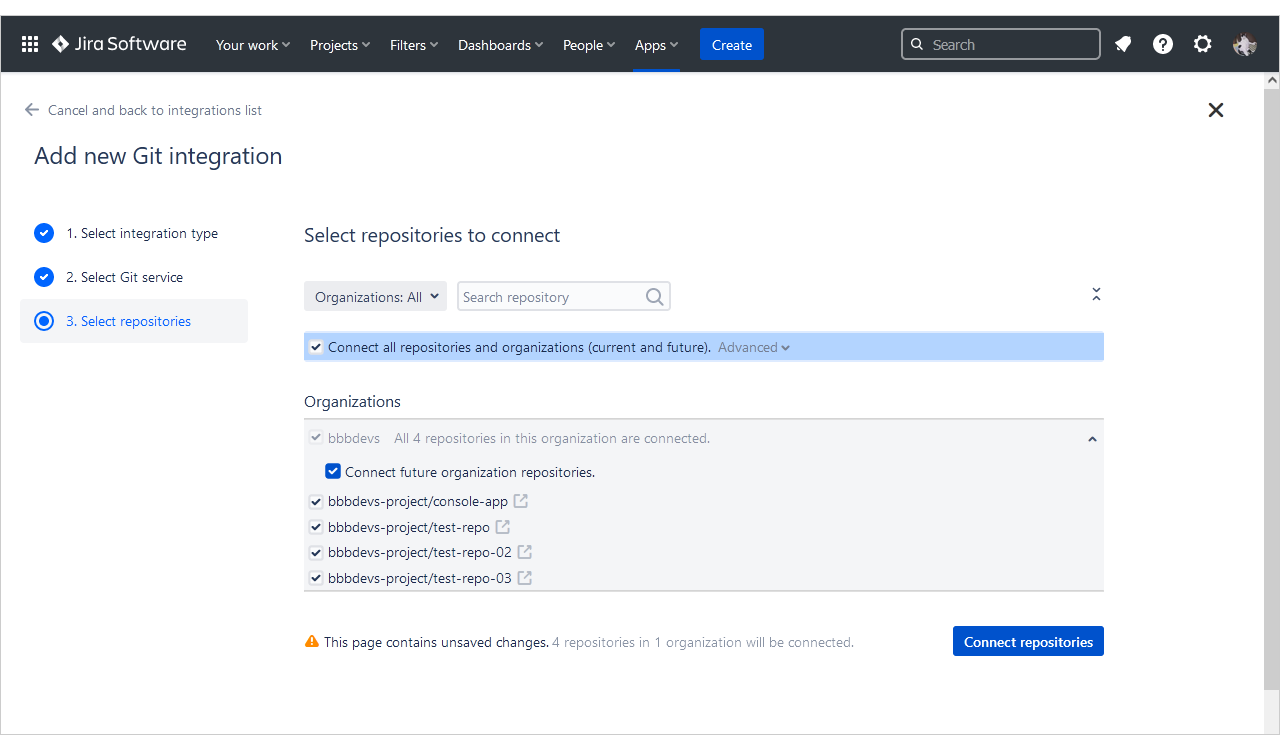 Jira Software Your work Projects Filters Dashboards People Apps Create Search
Cancel and back to integrations list
Add new Git integration
1. Select integration type
2. Select Git service
3. Select repositories
Select repositories to connect
Organizations: All Search repository
Connect all repositories and organizations (current and future). Advanced
Organizations
bbbdevs All 4 repositories in this organization are connected.
Connect future organization repositories.
bbbdevs-project/console-app
bbbdevs-project/test-repo
bbbdevs-project/test-repo-02
bbbdevs-project/test-repo-03
This page contains unsaved changes. 4 repositories in 1 organization will be connected. Connect repositories